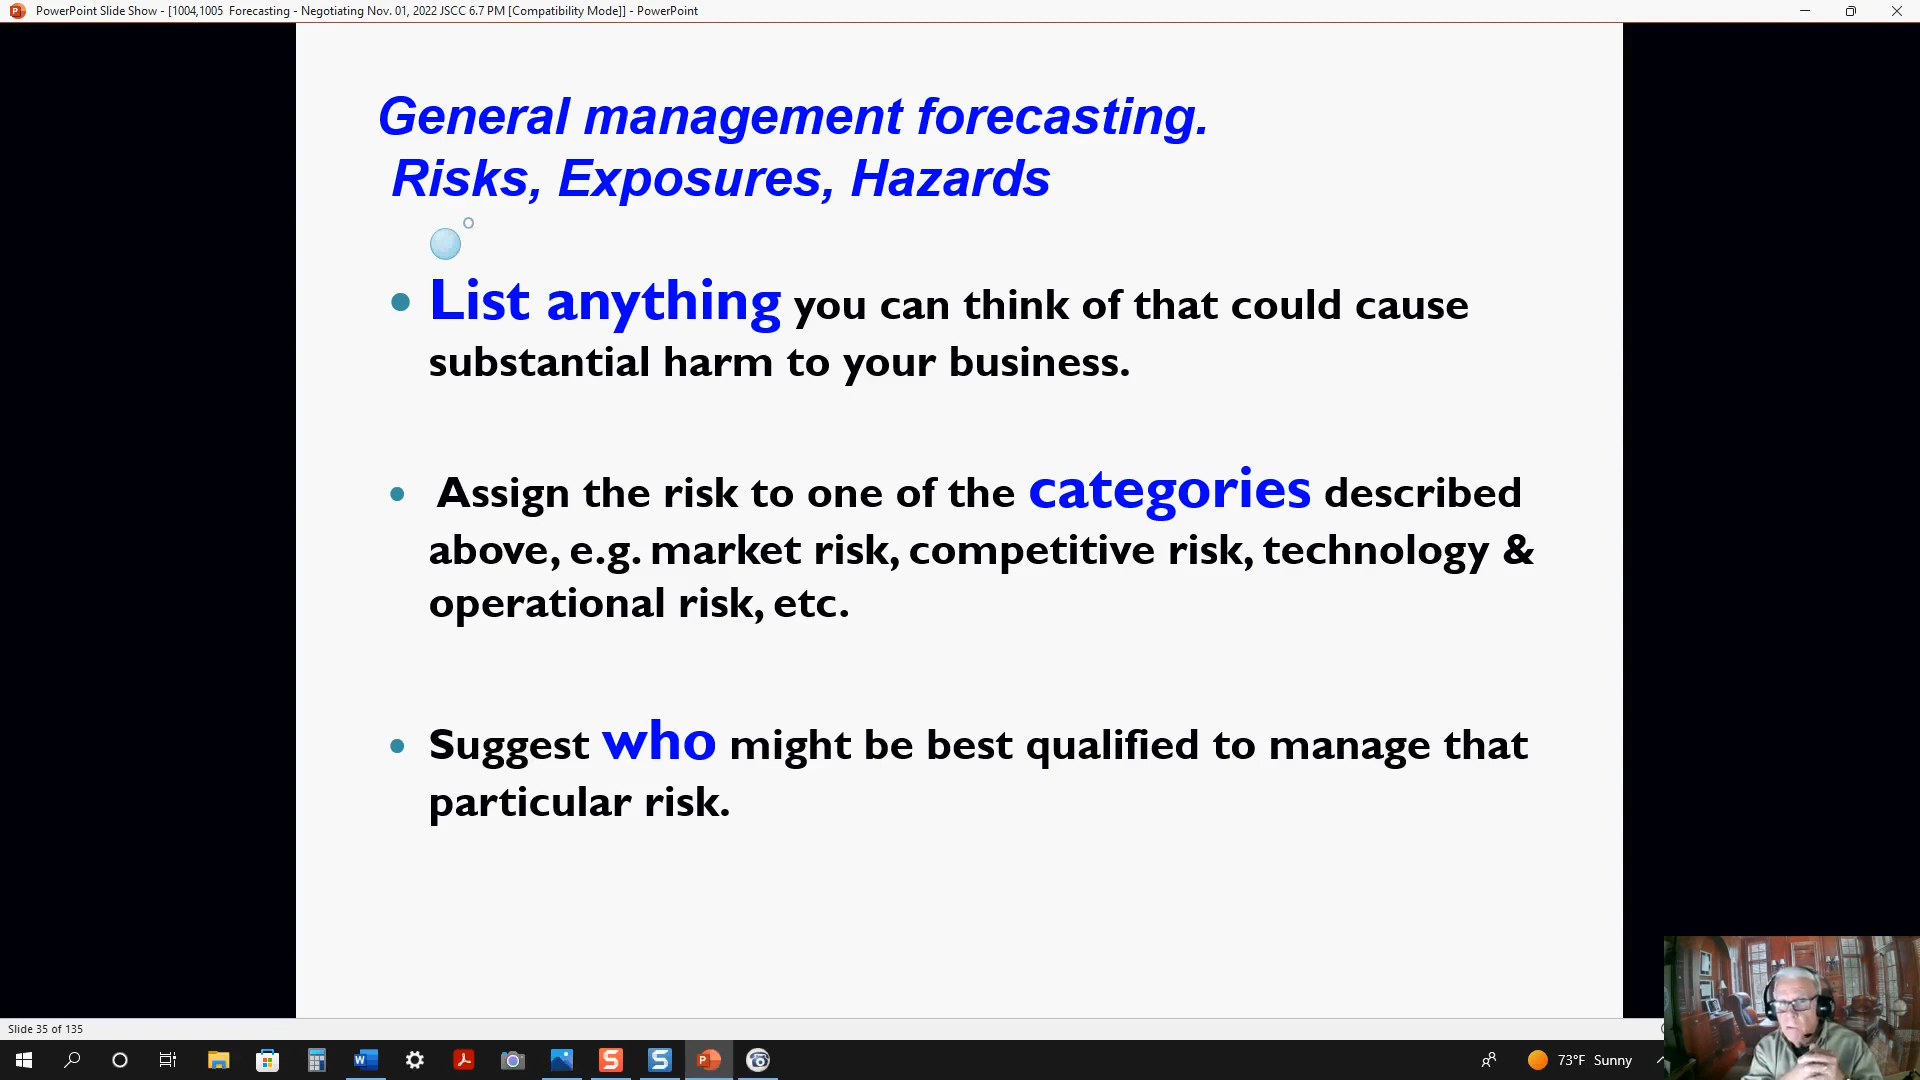 PowerPoint Slide Show - [1004,1005  Forecasting - Negotiating Nov. 01, 2022 JSCC 6.7 PM [Compatibility Mode]] - PowerPoint
General management forecasting.
Risks, Exposures, Hazards
• List anything you can think of that could cause
substantial harm to your business.
• Assign the risk to one of the categories described
above, e.g. market risk, competitive risk, technology &
operational risk, etc.
• Suggest who might be best qualified to manage that
particular risk.
Slide 35 of 135
73°F Sunny